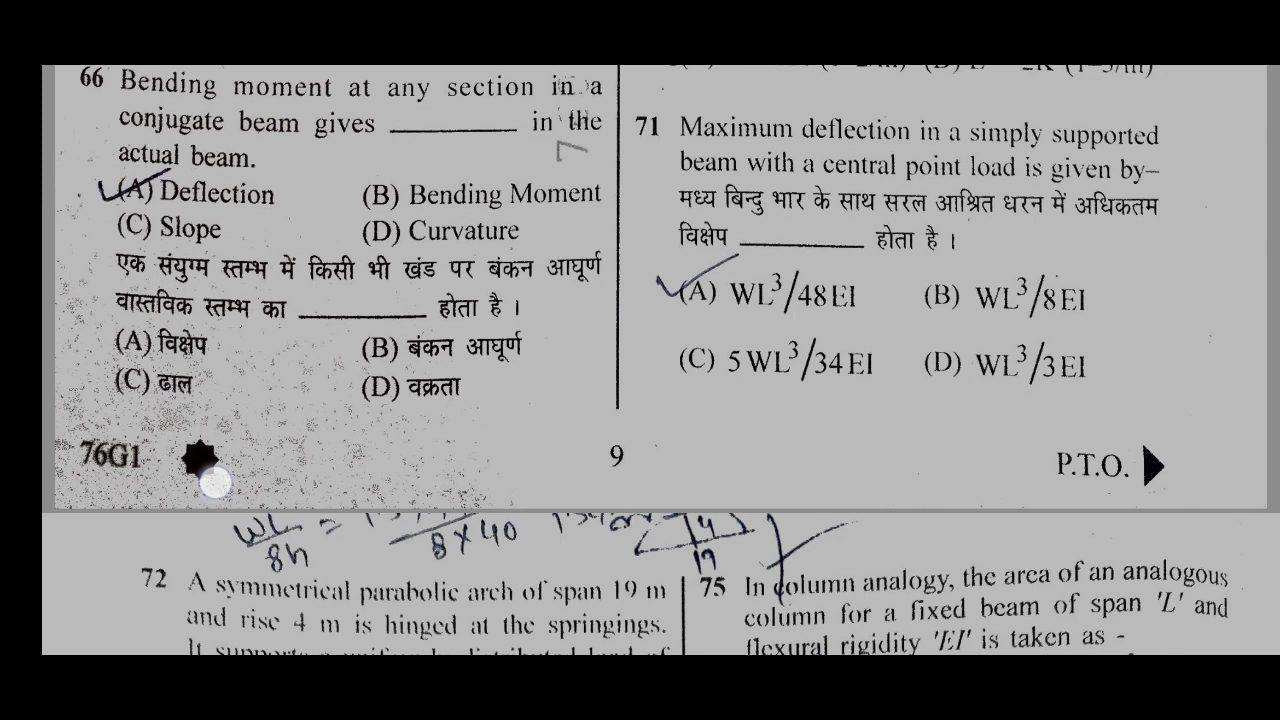 66 Bending moment at any section in a
conjugate beam gives ________ in the
actual beam.
(A) Deflection (B) Bending Moment
(C) Slope (D) Curvature
एक संयुग्म स्तम्भ में किसी भी खंड पर बंकन आघूर्ण
वास्तविक स्तम्भ का ________ होता है ।
(A) विक्षेप (B) बंकन आघूर्ण
(C) ढाल (D) वक्रता
71 Maximum deflection in a simply supported
beam with a central point load is given by–
मध्य बिन्दु भार के साथ सरल आश्रित धरन में अधिकतम
विक्षेप ________ होता है ।
(A) WL³/48EI (B) WL³/8EI
(C) 5WL³/34EI (D) WL³/3EI
76G1 9 P.T.O.
8h 8×40
19
72 A symmetrical parabolic arch of span 19 m
and rise 4 m is hinged at the springings.
75 In column analogy, the area of an analogous
column for a fixed beam of span 'L' and
flexural rigidity 'EI' is taken as -